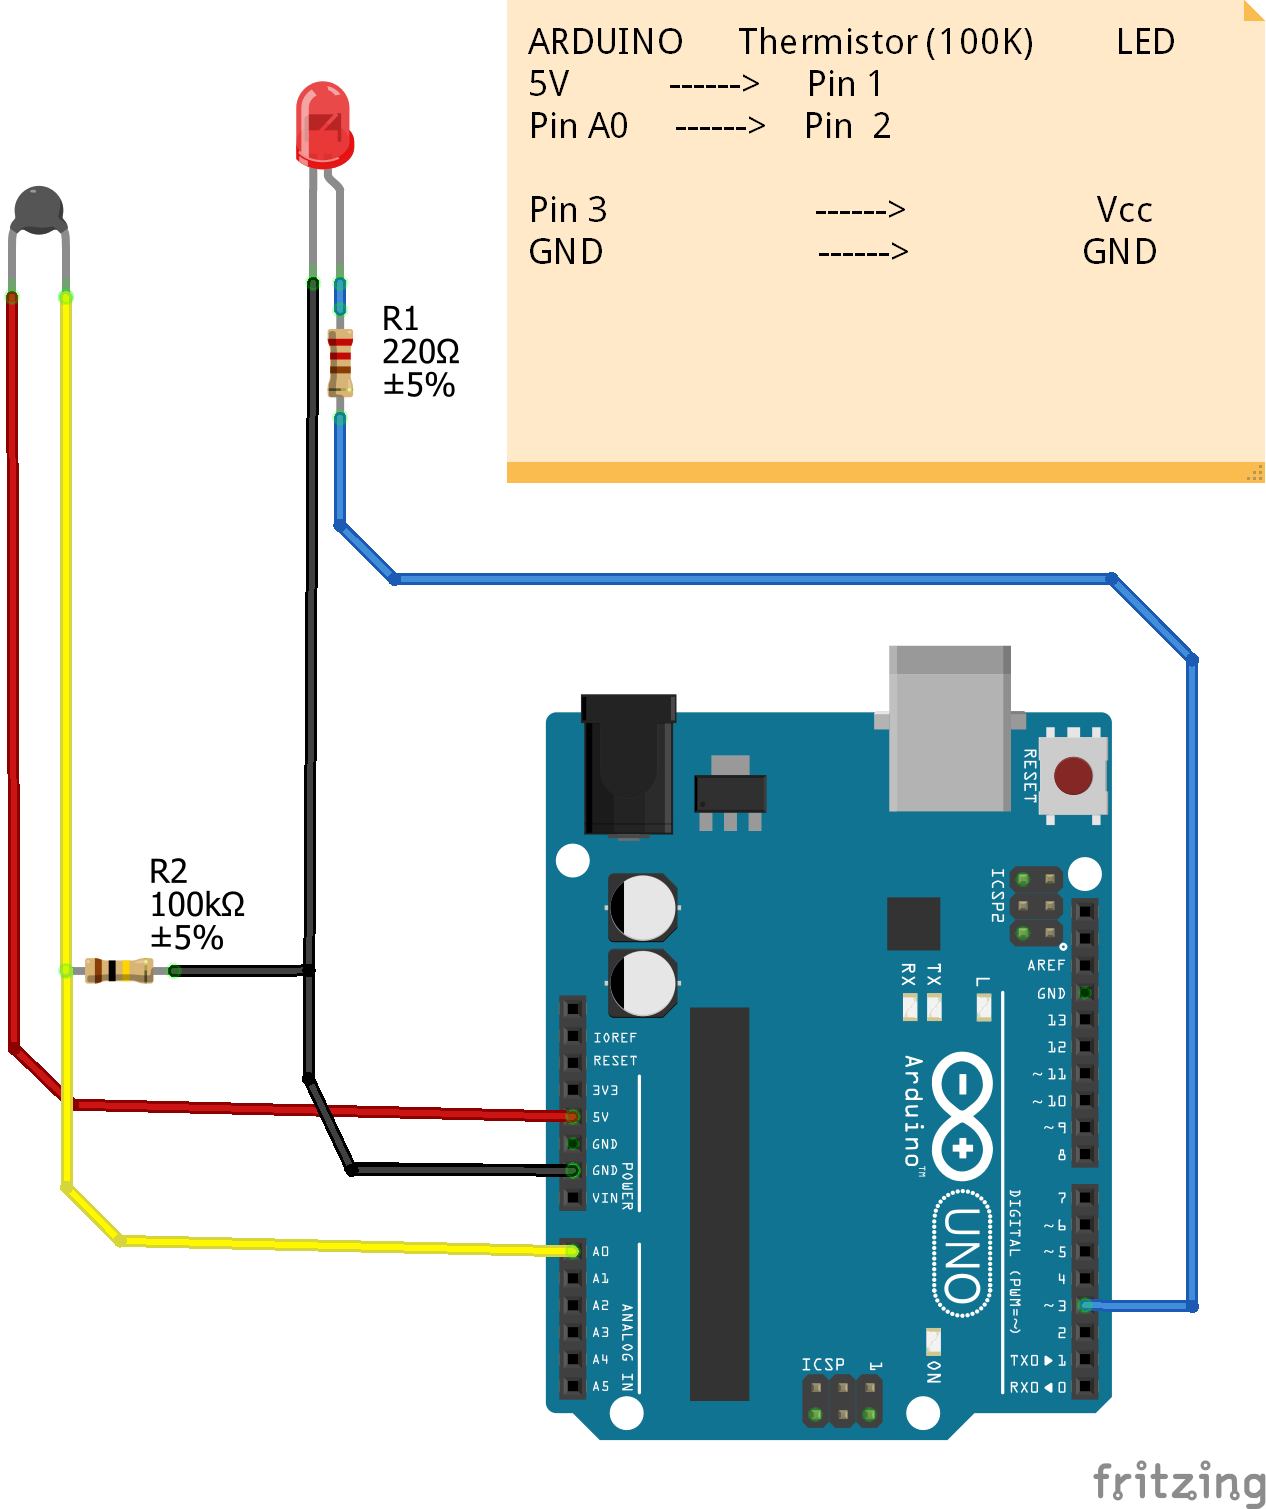 ARDUINO Thermistor (100K) LED
5V ------> Pin 1
Pin A0 ------> Pin 2
Pin 3 ------> Vcc
GND ------> GND
R1
220Ω
±5%
R2
100kΩ
±5%
RESET
ICSP2
AREF
GND
13
12
~11
~10
~9
8
7
~6
~5
4
~3
2
TX0▶1
RX0◀0
DIGITAL (PWM=~)
RX
TX
L
Arduino™
UNO
IOREF
RESET
3V3
5V
GND
GND
VIN
POWER
A0
A1
A2
A3
A4
A5
ANALOG IN
ICSP
1
ON
fritzing